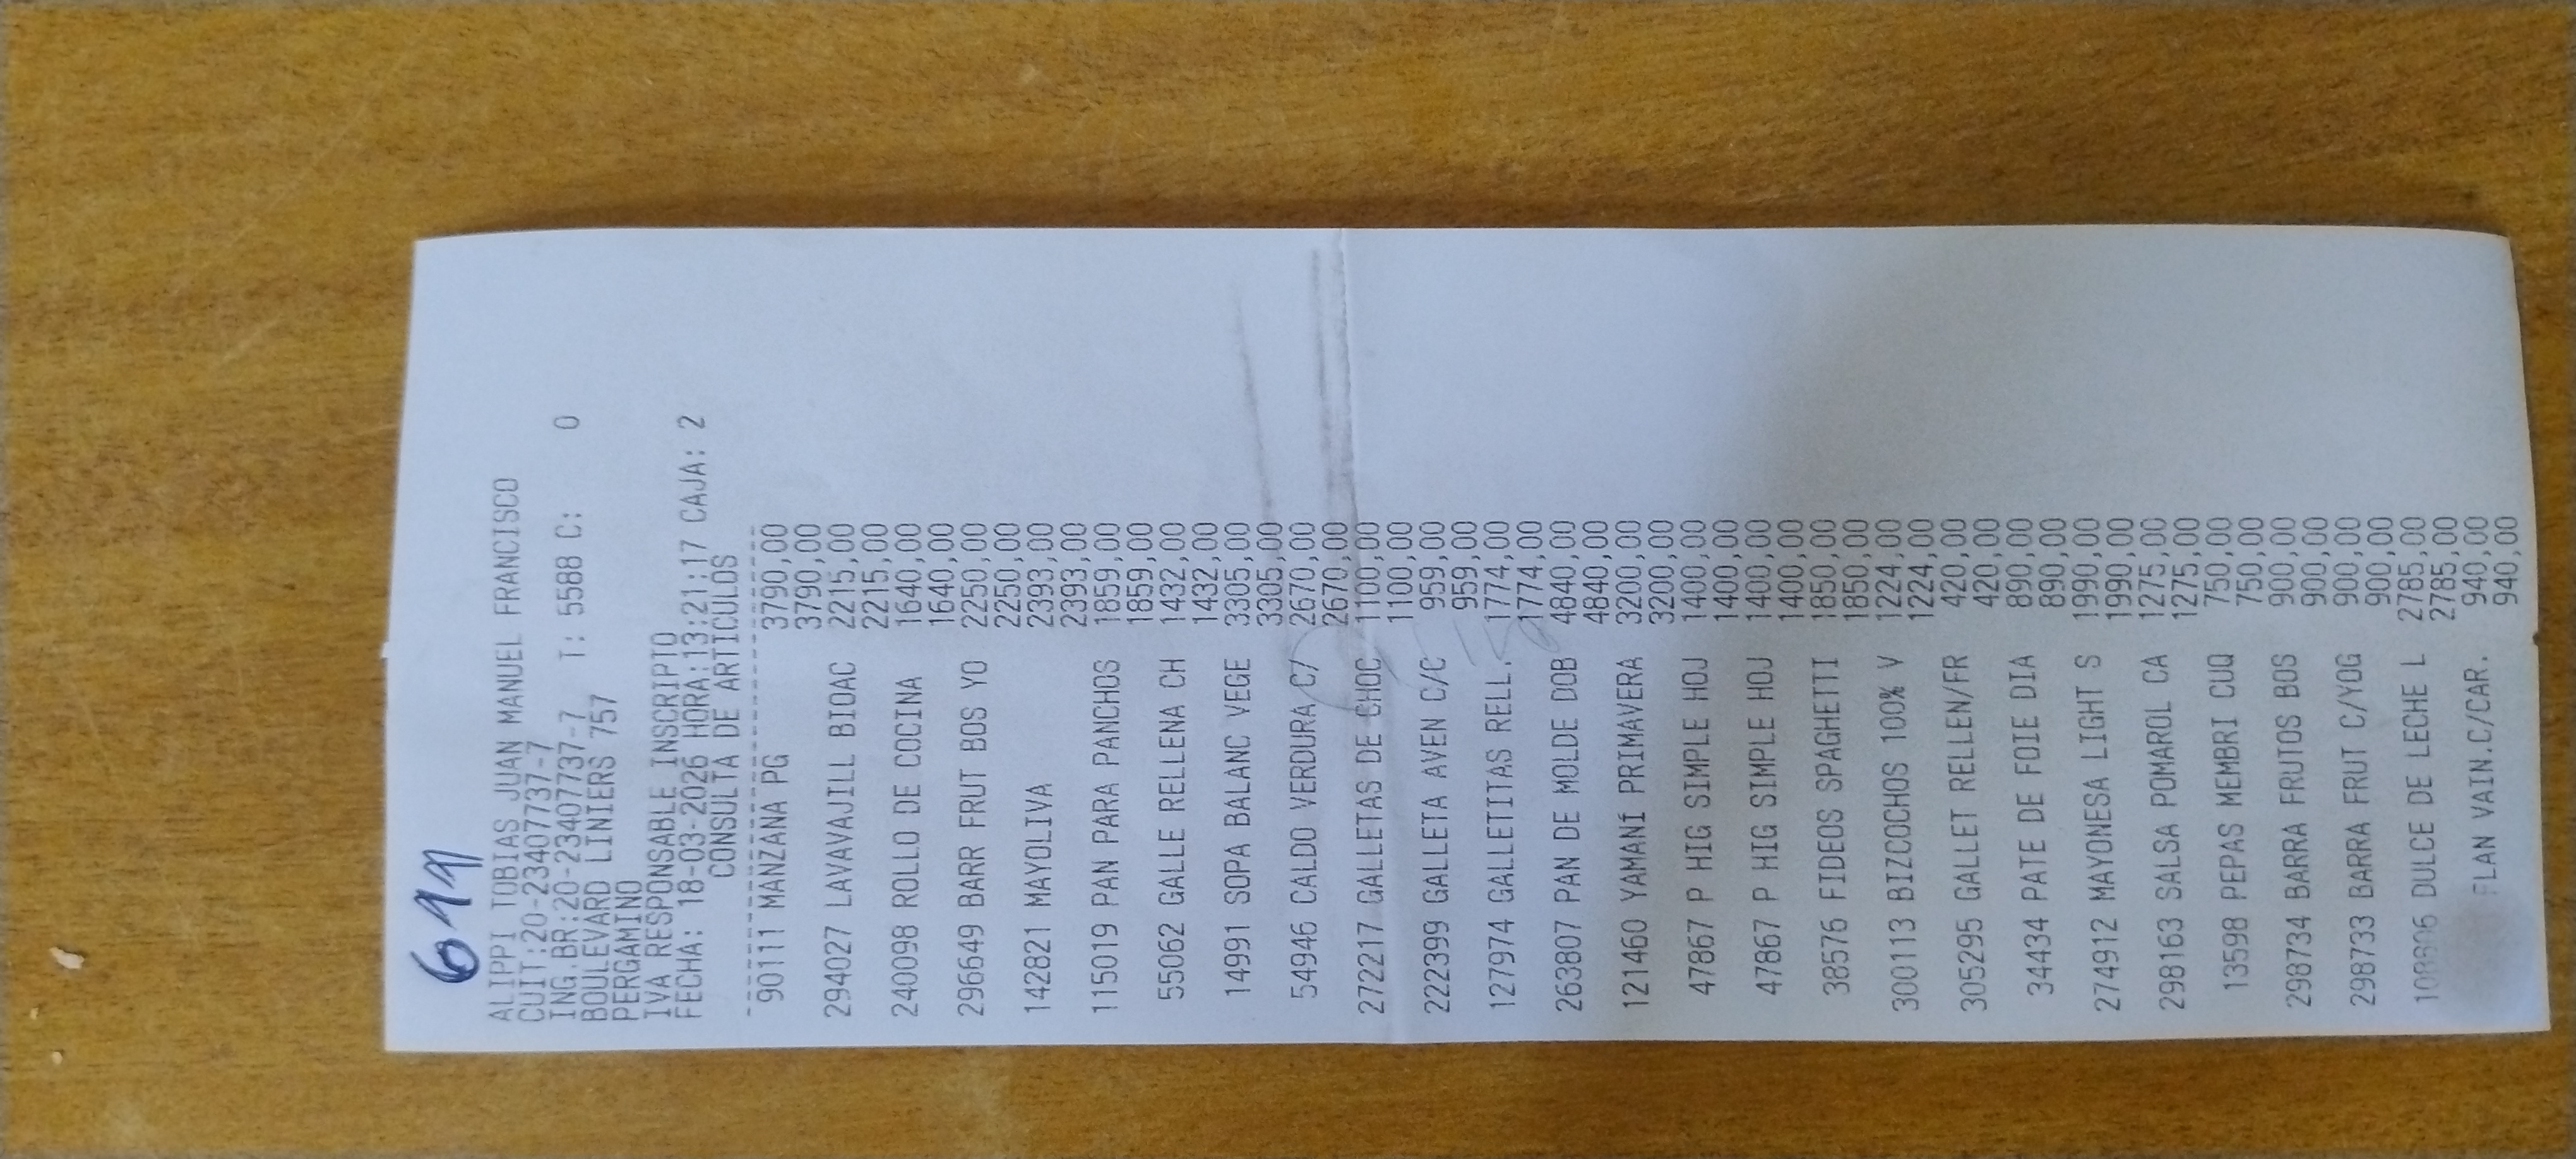 611
ALIPPI TOBIAS JUAN MANUEL FRANCISCO
CUIT:20-23407737-7
ING.BR:20-23407737-7 T: 5588 C: 0
BOULEVARD LINIERS 757
PERGAMINO
IVA RESPONSABLE INSCRIPTO
FECHA: 18-03-2026 HORA:13:21:17 CAJA: 2
CONSULTA DE ARTICULOS
90111 MANZANA PG 3790,00
3790,00
294027 LAVAVAJILL BIOAC 2215,00
2215,00
240098 ROLLO DE COCINA 1640,00
1640,00
296649 BARR FRUT BOS YO 2250,00
2250,00
142821 MAYOLIVA 2393,00
2393,00
115019 PAN PARA PANCHOS 1859,00
1859,00
55062 GALLE RELLENA CH 1432,00
1432,00
14991 SOPA BALANC VEGE 3305,00
3305,00
54946 CALDO VERDURA C7 2670,00
2670,00
272217 GALLETAS DE CHOC 1100,00
1100,00
222399 GALLETA AVEN C/C 959,00
959,00
127974 GALLETITAS RELL. 1774,00
1774,00
263807 PAN DE MOLDE DOB 4840,00
4840,00
121460 YAMANÍ PRIMAVERA 3200,00
3200,00
47867 P HIG SIMPLE HOJ 1400,00
1400,00
47867 P HIG SIMPLE HOJ 1400,00
1400,00
38576 FIDEOS SPAGHETTI 1850,00
1850,00
300113 BIZCOCHOS 100% V 1224,00
1224,00
305295 GALLET RELLEN/FR 420,00
420,00
34434 PATE DE FOIE DIA 890,00
890,00
274912 MAYONESA LIGHT S 1990,00
1990,00
298163 SALSA POMAROL CA 1275,00
1275,00
13598 PEPAS MEMBRI CUQ 750,00
750,00
298734 BARRA FRUTOS BOS 900,00
900,00
298733 BARRA FRUT C/YOG 900,00
900,00
DULCE DE LECHE L 2785,00
2785,00
FLAN VAIN.C/CAR. 940,00
940,00